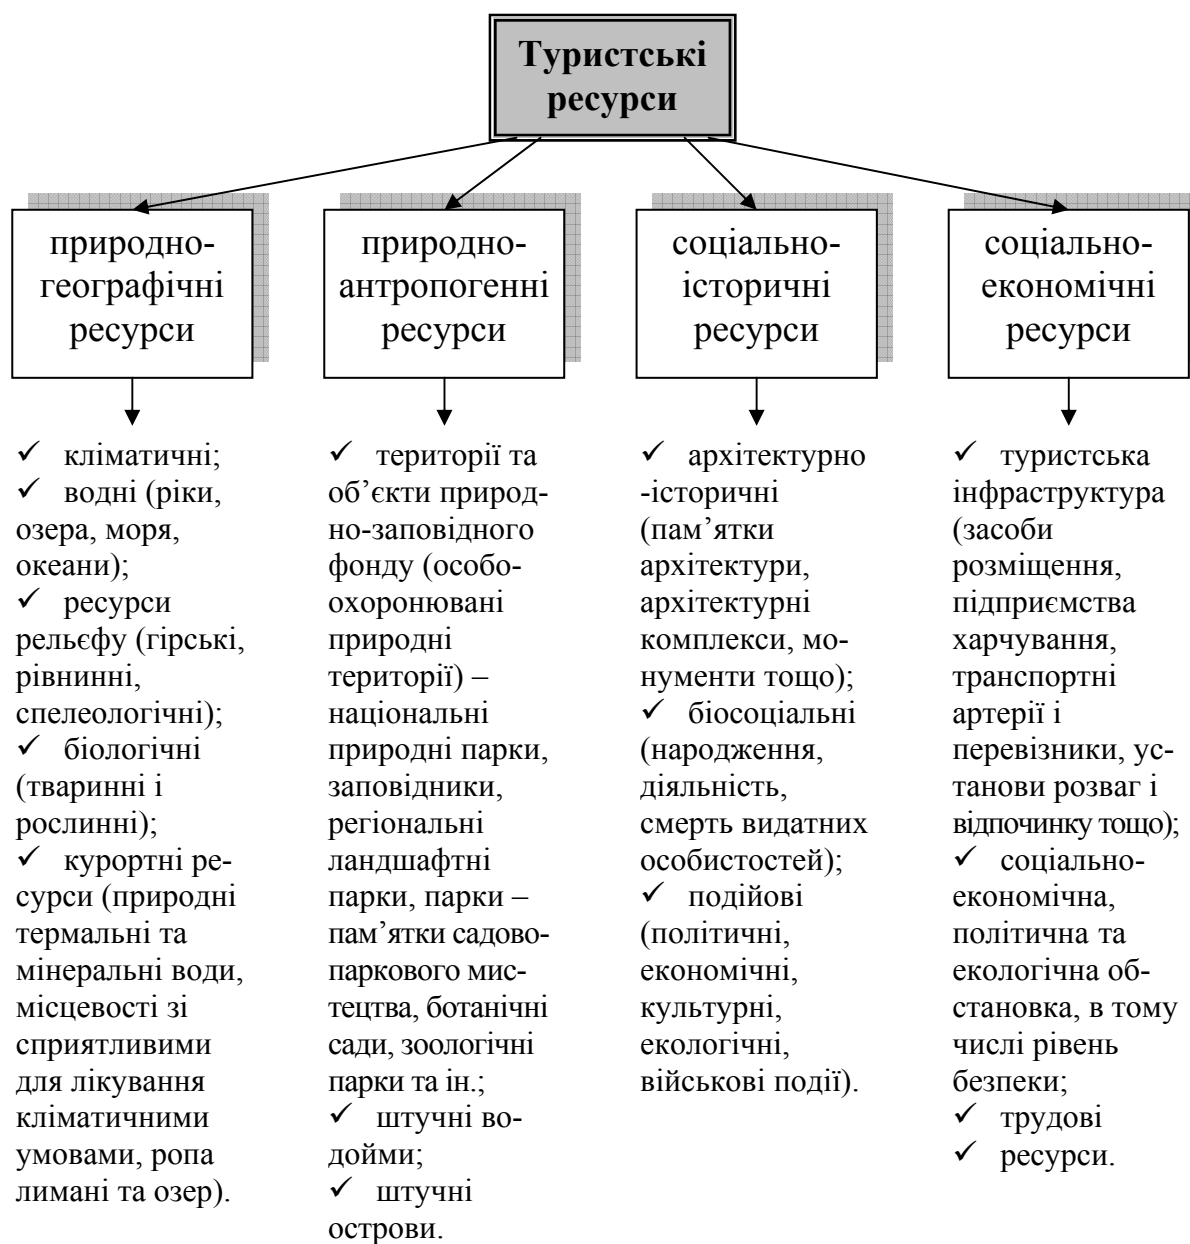 Туристські
ресурси
природно-
географічні
ресурси
природно-
антропогенні
ресурси
соціально-
історичні
ресурси
соціально-
економічні
ресурси
✓ кліматичні;
✓ водні (ріки,
озера, моря,
океани);
✓ ресурси
рельєфу (гірські,
рівнинні,
спелеологічні);
✓ біологічні
(тваринні і
рослинні);
✓ курортні ре-
сурси (природні
термальні та
мінеральні води,
місцевості зі
сприятливими
для лікування
кліматичними
умовами, ропа
лимані та озер).
✓ території та
об’єкти природ-
но-заповідного
фонду (особо-
охоронювані
природні
території) –
національні
природні парки,
заповідники,
регіональні
ландшафтні
парки, парки –
пам’ятки садово-
паркового мис-
тецтва, ботанічні
сади, зоологічні
парки та ін.;
✓ штучні во-
дойми;
✓ штучні
острови.
✓ архітектурно
-історичні
(пам’ятки
архітектури,
архітектурні
комплекси, мо-
нументи тощо);
✓ біосоціальні
(народження,
діяльність,
смерть видатних
особистостей);
✓ подійові
(політичні,
економічні,
культурні,
екологічні,
військові події).
✓ туристська
інфраструктура
(засоби
розміщення,
підприємства
харчування,
транспортні
артерії і
перевізники, ус-
танови розваг і
відпочинку тощо);
✓ соціально-
економічна,
політична та
екологічна об-
становка, в тому
числі рівень
безпеки;
✓ трудові
✓ ресурси.